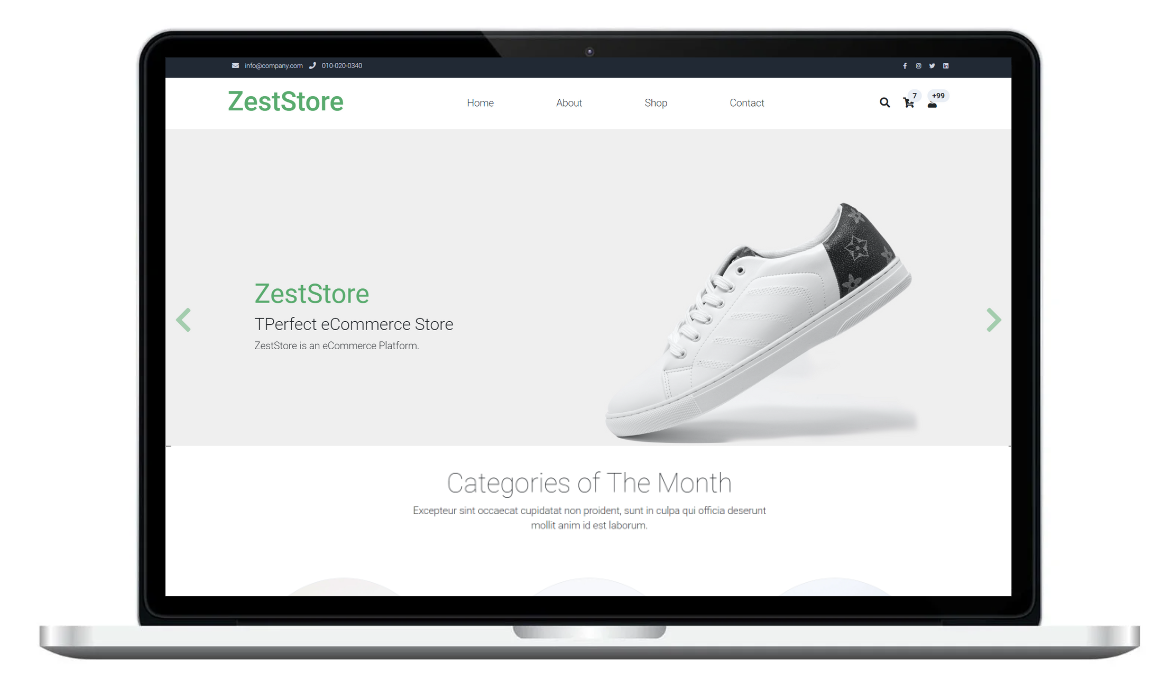 info@company.com 010-020-0340
ZestStore
Home About Shop Contact
7 +99
ZestStore
TPerfect eCommerce Store
ZestStore is an eCommerce Platform.
Categories of The Month
Excepteur sint occaecat cupidatat non proident, sunt in culpa qui officia deserunt
mollit anim id est laborum.